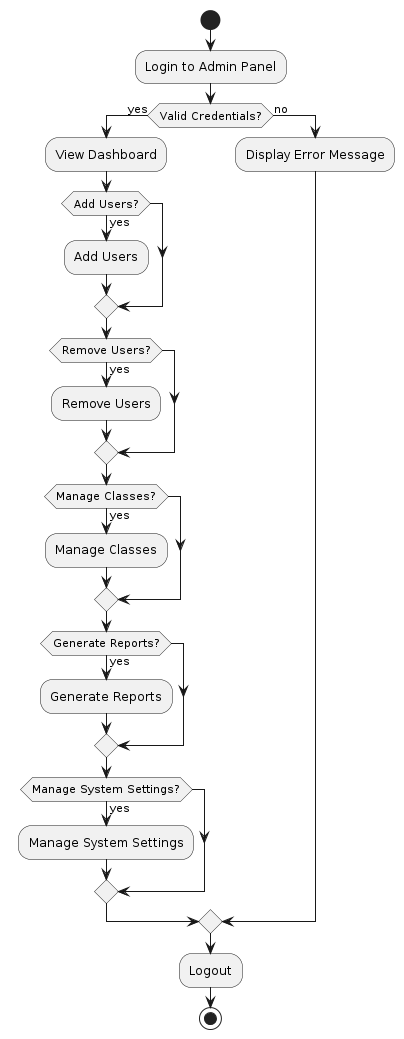 Login to Admin Panel
yes
Valid Credentials?
no
View Dashboard
Display Error Message
Add Users?
yes
Add Users
Remove Users?
yes
Remove Users
Manage Classes?
yes
Manage Classes
Generate Reports?
yes
Generate Reports
Manage System Settings?
yes
Manage System Settings
Logout